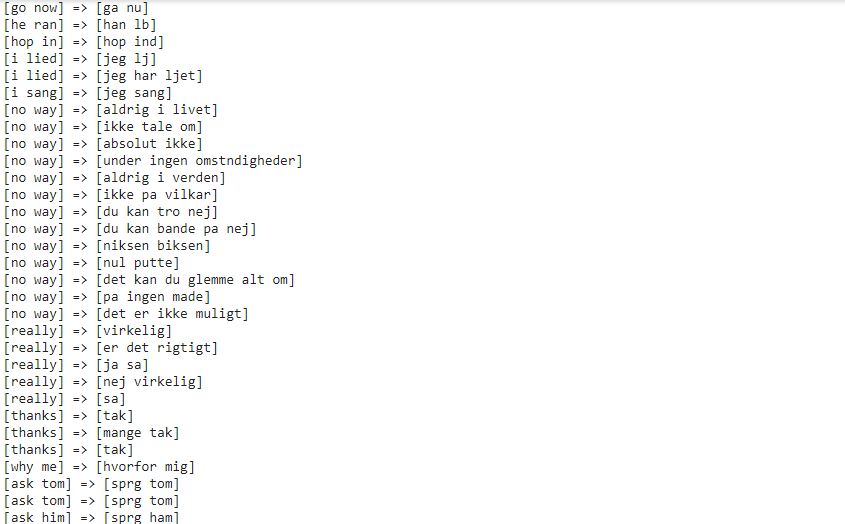 [go now] => [ga nu]
[he ran] => [han lb]
[hop in] => [hop ind]
[i lied] => [jeg lj]
[i lied] => [jeg har ljet]
[i sang] => [jeg sang]
[no way] => [aldrig i livet]
[no way] => [ikke tale om]
[no way] => [absolut ikke]
[no way] => [under ingen omstndigheder]
[no way] => [aldrig i verden]
[no way] => [ikke pa vilkar]
[no way] => [du kan tro nej]
[no way] => [du kan bande pa nej]
[no way] => [niksen biksen]
[no way] => [nul putte]
[no way] => [det kan du glemme alt om]
[no way] => [pa ingen made]
[no way] => [det er ikke muligt]
[really] => [virkelig]
[really] => [er det rigtigt]
[really] => [ja sa]
[really] => [nej virkelig]
[really] => [sa]
[thanks] => [tak]
[thanks] => [mange tak]
[thanks] => [tak]
[why me] => [hvorfor mig]
[ask tom] => [sprg tom]
[ask tom] => [sprg tom]
[ask him] => [sprg ham]